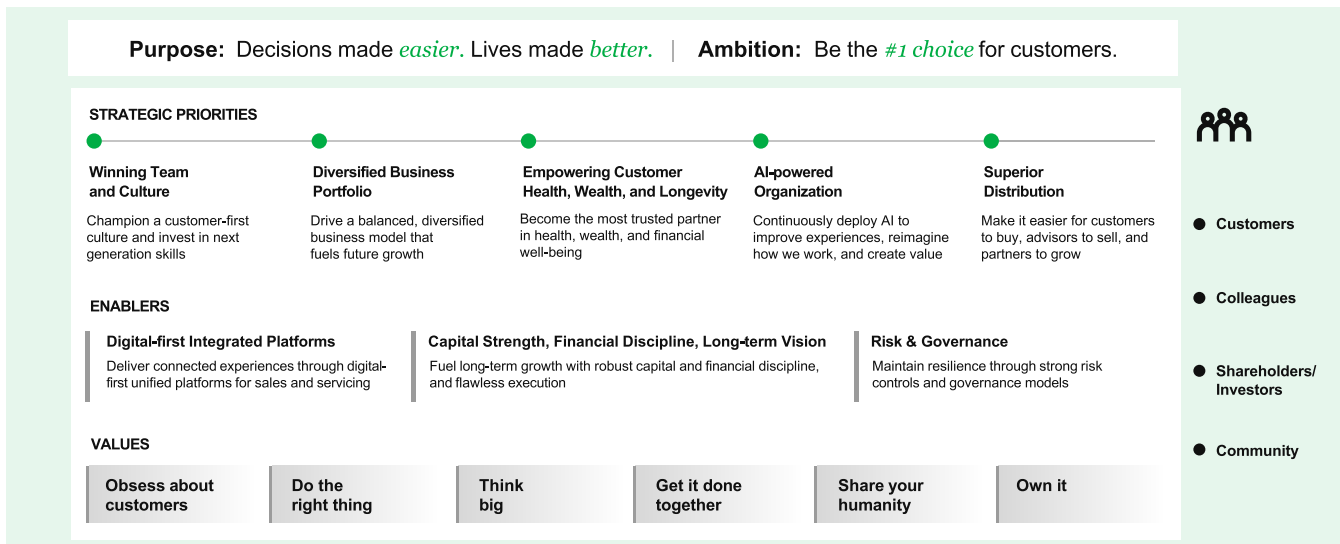 Purpose: Decisions made easier. Lives made better. | Ambition: Be the #1 choice for customers.
STRATEGIC PRIORITIES
Winning Team
and Culture
Champion a customer-first
culture and invest in next
generation skills
Diversified Business
Portfolio
Drive a balanced, diversified
business model that
fuels future growth
Empowering Customer
Health, Wealth, and Longevity
Become the most trusted partner
in health, wealth, and financial
well-being
AI-powered
Organization
Continuously deploy AI to
improve experiences, reimagine
how we work, and create value
Superior
Distribution
Make it easier for customers
to buy, advisors to sell, and
partners to grow
ENABLERS
Digital-first Integrated Platforms
Deliver connected experiences through digital-
first unified platforms for sales and servicing
Capital Strength, Financial Discipline, Long-term Vision
Fuel long-term growth with robust capital and financial discipline,
and flawless execution
Risk & Governance
Maintain resilience through strong risk
controls and governance models
VALUES
Obsess about
customers
Do the
right thing
Think
big
Get it done
together
Share your
humanity
Own it
Customers
Colleagues
Shareholders/
Investors
Community